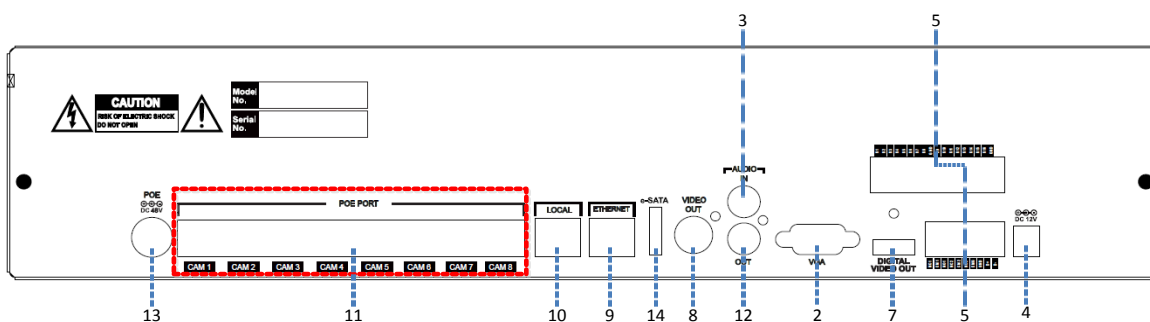 3 5
CAUTION
RISK OF ELECTRIC SHOCK
DO NOT OPEN
Model
No.
Serial
No.
POE
DC 48V
POE PORT
CAM 1 CAM 2 CAM 3 CAM 4 CAM 5 CAM 6 CAM 7 CAM 8
LOCAL
ETHERNET
e-SATA
VIDEO
OUT
AUDIO
IN
OUT
VGA
DIGITAL
VIDEO OUT
DC 12V
13 11 10 9 14 8 12 2 7 5 4